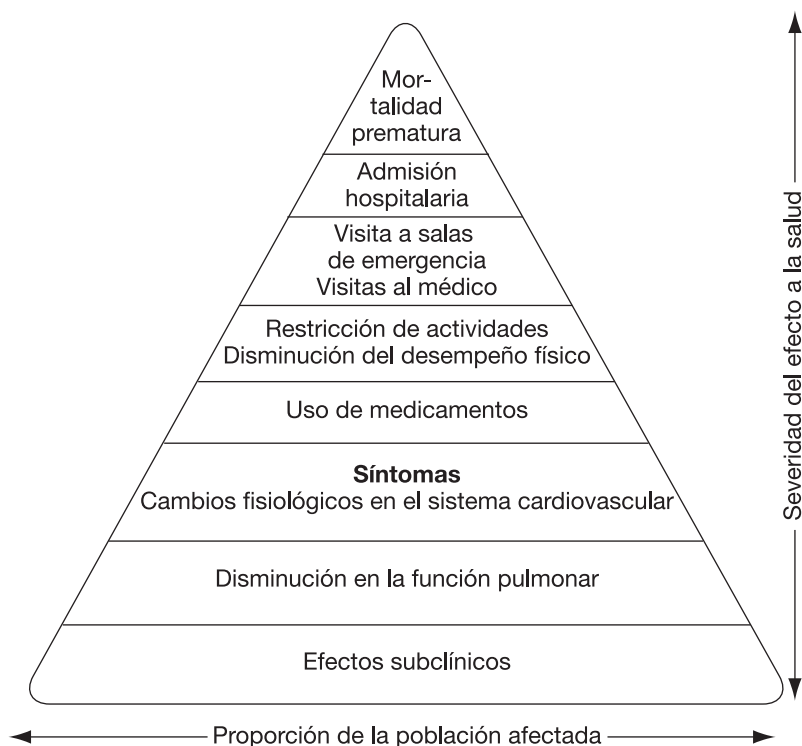 Mor-
talidad
prematura
Admisión
hospitalaria
Visita a salas
de emergencia
Visitas al médico
Restricción de actividades
Disminución del desempeño físico
Uso de medicamentos
Síntomas
Cambios fisiológicos en el sistema cardiovascular
Disminución en la función pulmonar
Efectos subclínicos
Severidad del efecto a la salud
Proporción de la población afectada